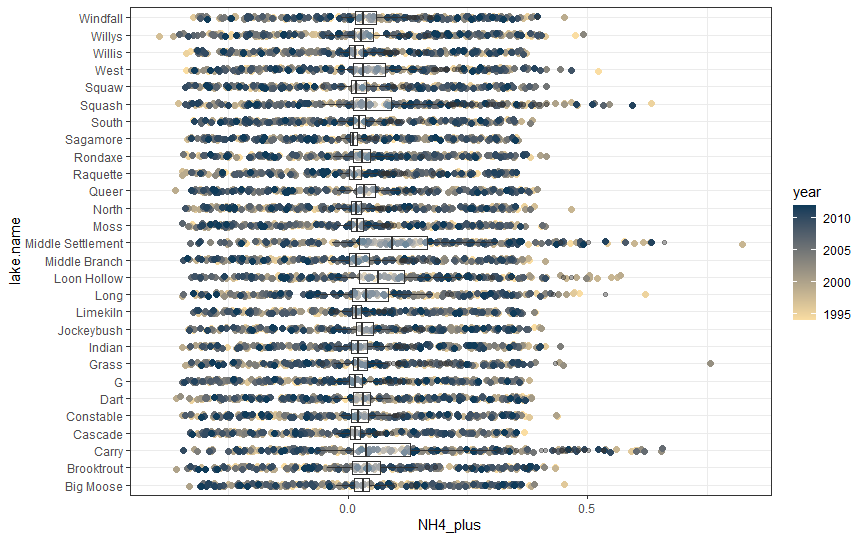 Windfall
Willys
Willis
West
Squaw
Squash
South
Sagamore
Rondaxe
Raquette
Queer
North
Moss
Middle Settlement
Middle Branch
Loon Hollow
Long
Limekiln
Jockeybush
Indian
Grass
G
Dart
Constable
Cascade
Carry
Brooktrout
Big Moose
lake.name
0.0
0.5
NH4_plus
year
2010
2005
2000
1995